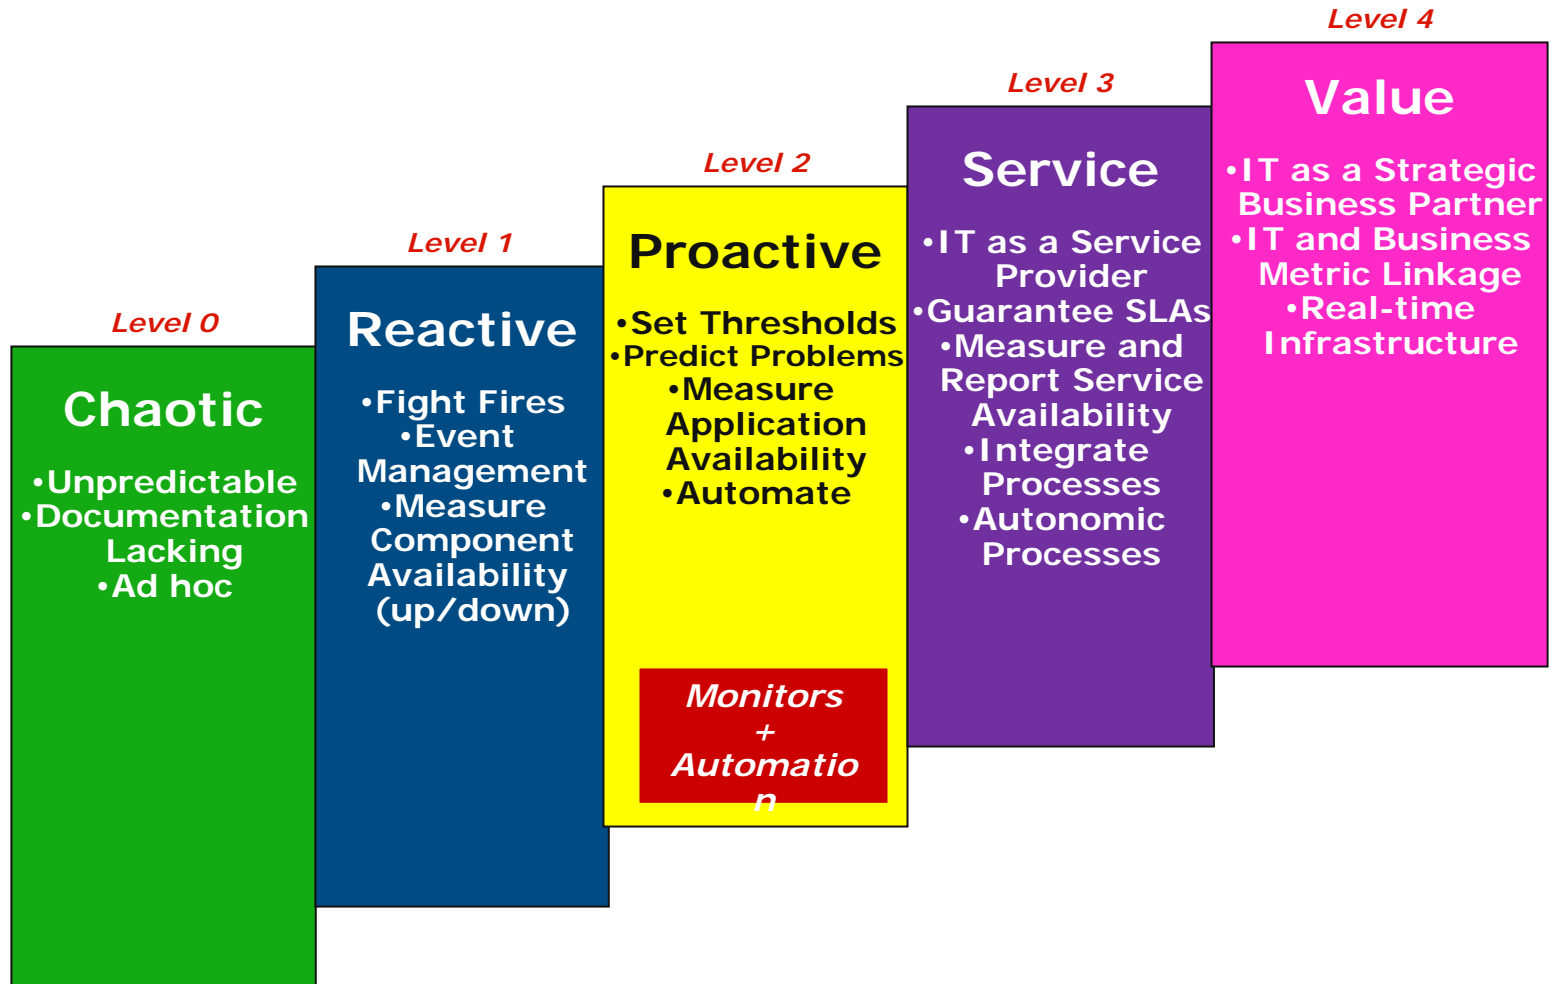 Level 0
Chaotic
•Unpredictable
•Documentation
Lacking
•Ad hoc
Level 1
Reactive
•Fight Fires
•Event
Management
•Measure
Component
Availability
(up/down)
Level 2
Proactive
•Set Thresholds
•Predict Problems
•Measure
Application
Availability
•Automate
Monitors
+
Automatio
n
Level 3
Service
•IT as a Service
Provider
•Guarantee SLAs
•Measure and
Report Service
Availability
•Integrate
Processes
•Autonomic
Processes
Level 4
Value
•IT as a Strategic
Business Partner
•IT and Business
Metric Linkage
•Real-time
Infrastructure